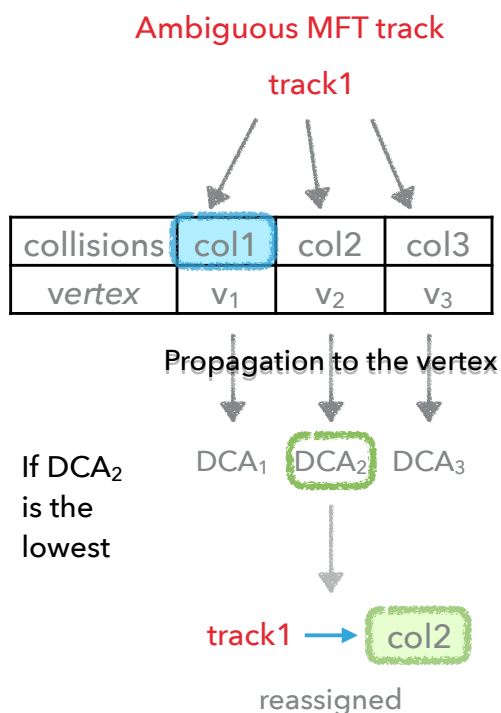 Ambiguous MFT track
track1
collisions col1 col2 col3
vertex v₁ v₂ v₃
Propagation to the vertex
DCA₁ DCA₂ DCA₃
If DCA₂
is the
lowest
track1 col2
reassigned